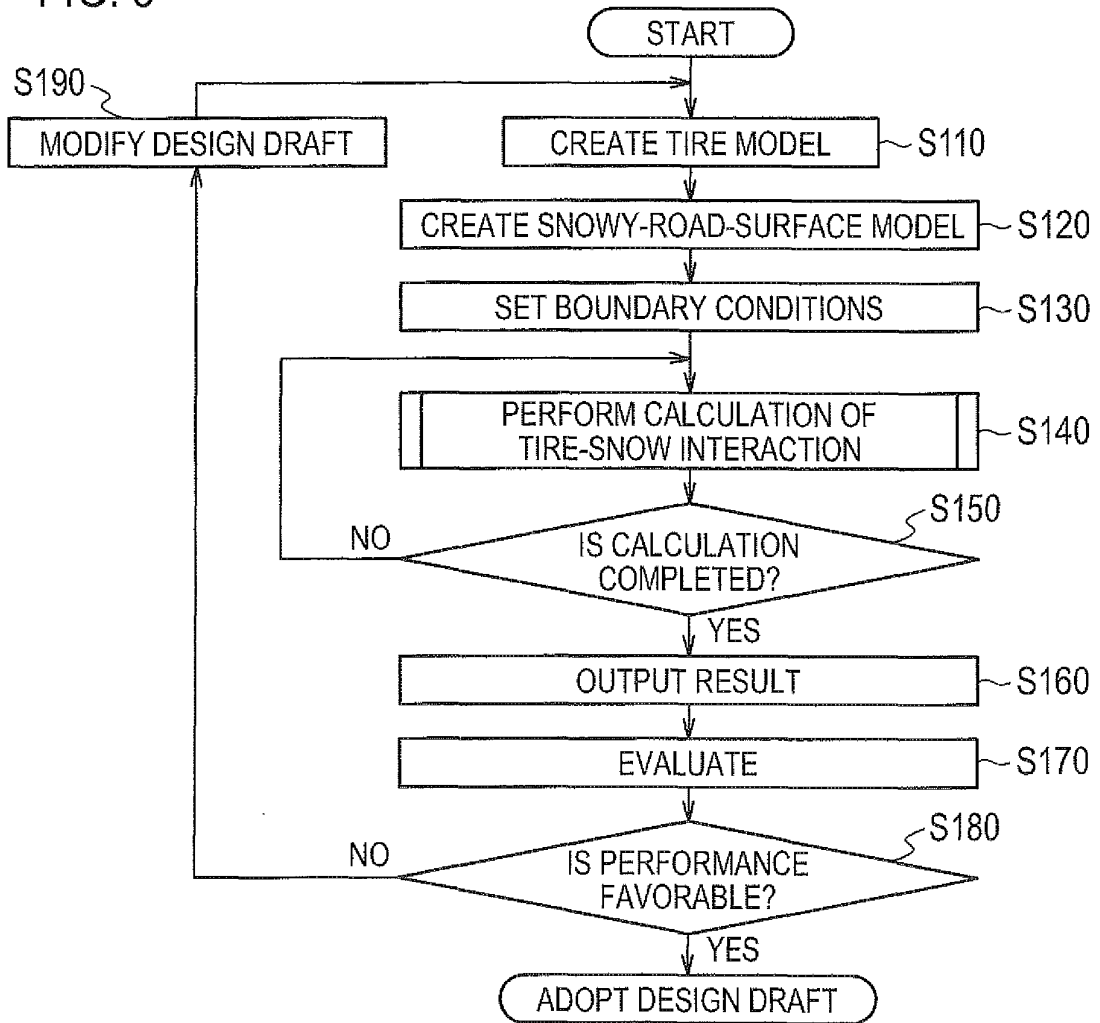 START
S190
MODIFY DESIGN DRAFT
CREATE TIRE MODEL
S110
CREATE SNOWY-ROAD-SURFACE MODEL
S120
SET BOUNDARY CONDITIONS
S130
PERFORM CALCULATION OF
TIRE-SNOW INTERACTION
S140
S150
NO
IS CALCULATION
COMPLETED?
YES
OUTPUT RESULT
S160
EVALUATE
S170
S180
NO
IS PERFORMANCE
FAVORABLE?
YES
ADOPT DESIGN DRAFT